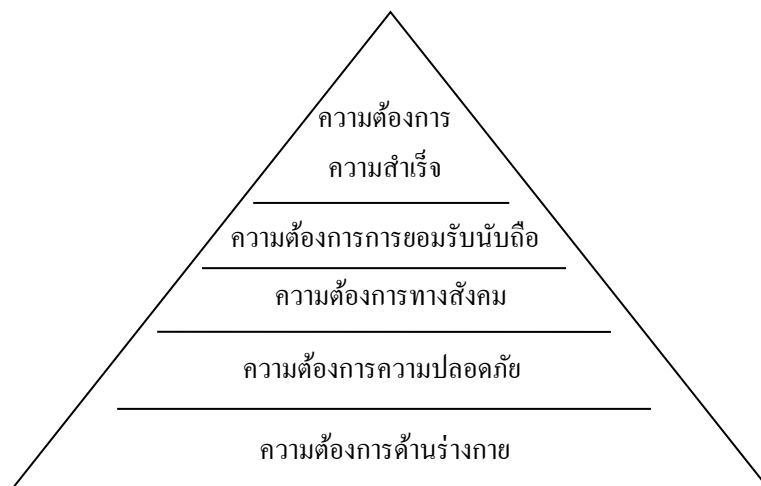 ความต้องการ
ความสำเร็จ
ความต้องการการยอมรับนับถือ
ความต้องการทางสังคม
ความต้องการความปลอดภัย
ความต้องการด้านร่างกาย